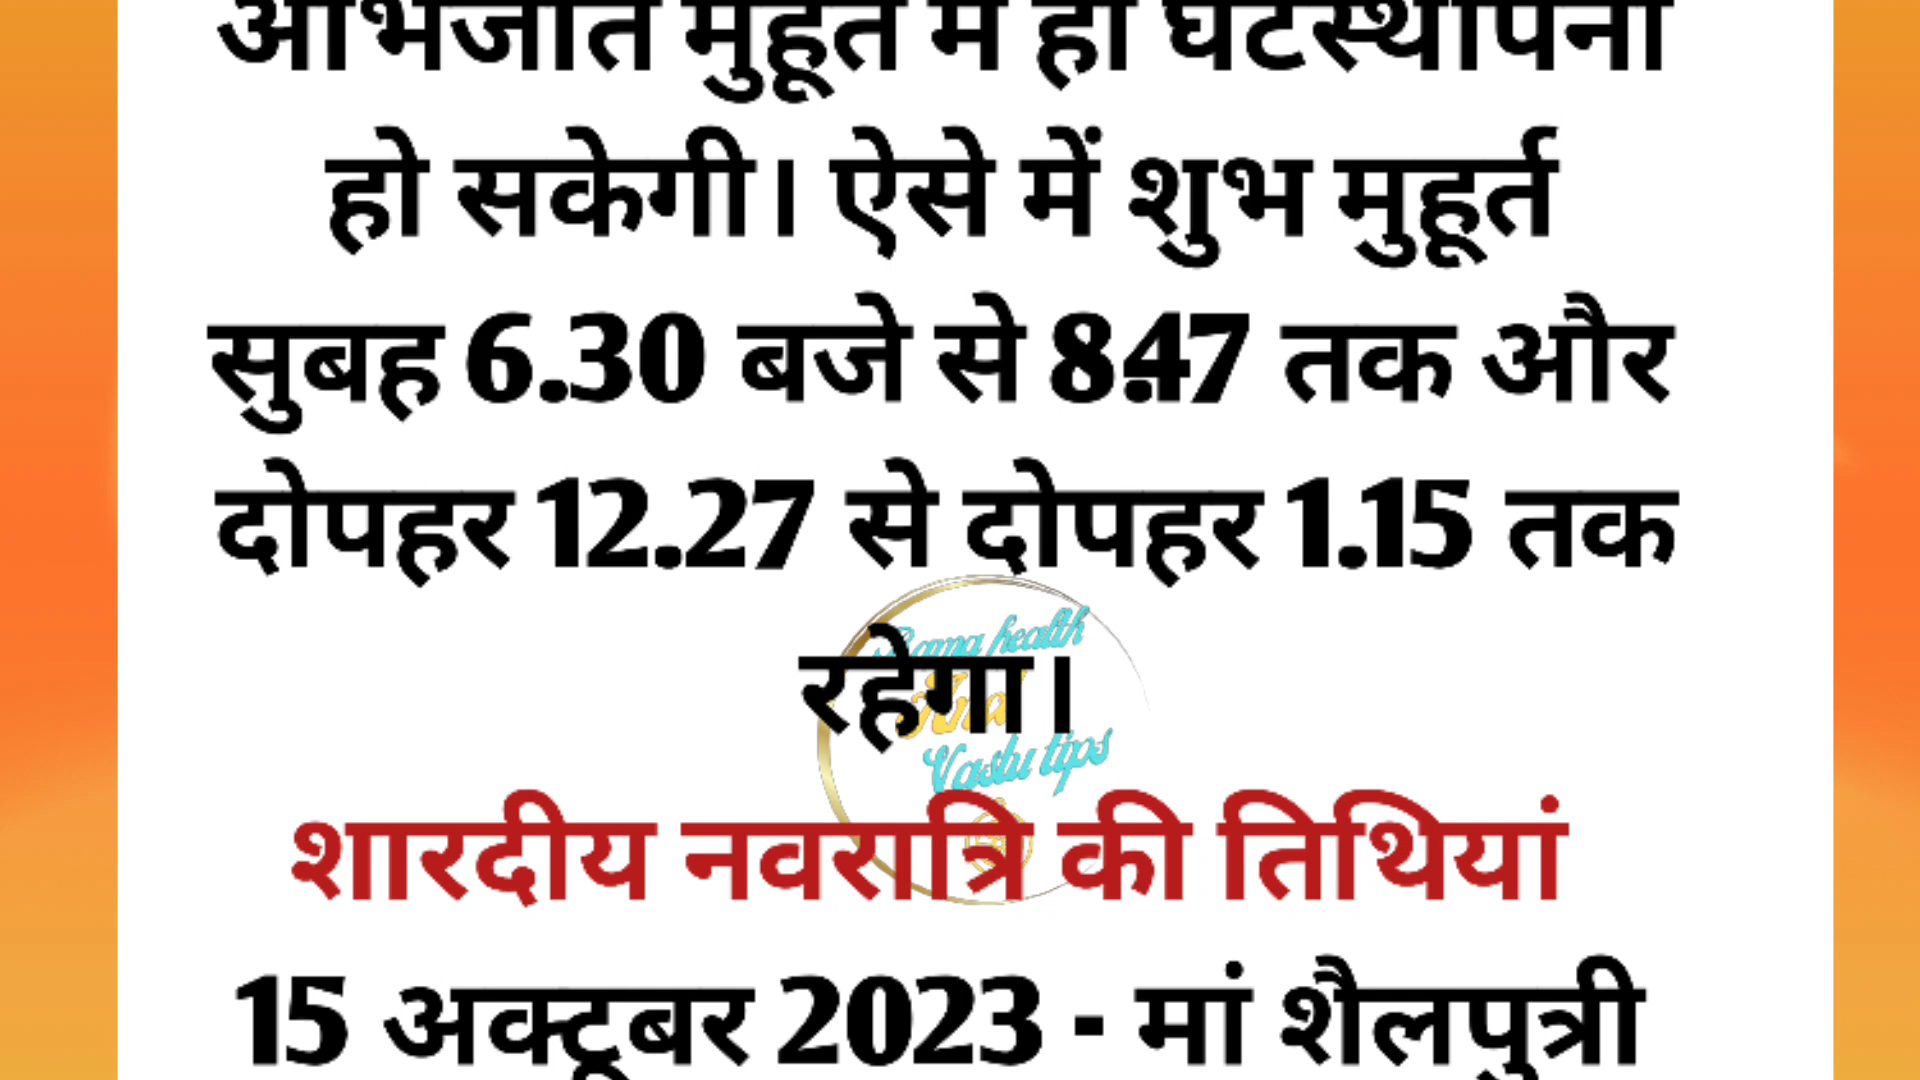 अभिजीत मुहूर्त में ही घटस्थापना
हो सकेगी। ऐसे में शुभ मुहूर्त
सुबह 6.30 बजे से 8.47 तक और
दोपहर 12.27 से दोपहर 1.15 तक
रहेगा।
health
Vastu tips
शारदीय नवरात्रि की तिथियां
15 अक्टूबर 2023 - मां शैलपुत्री